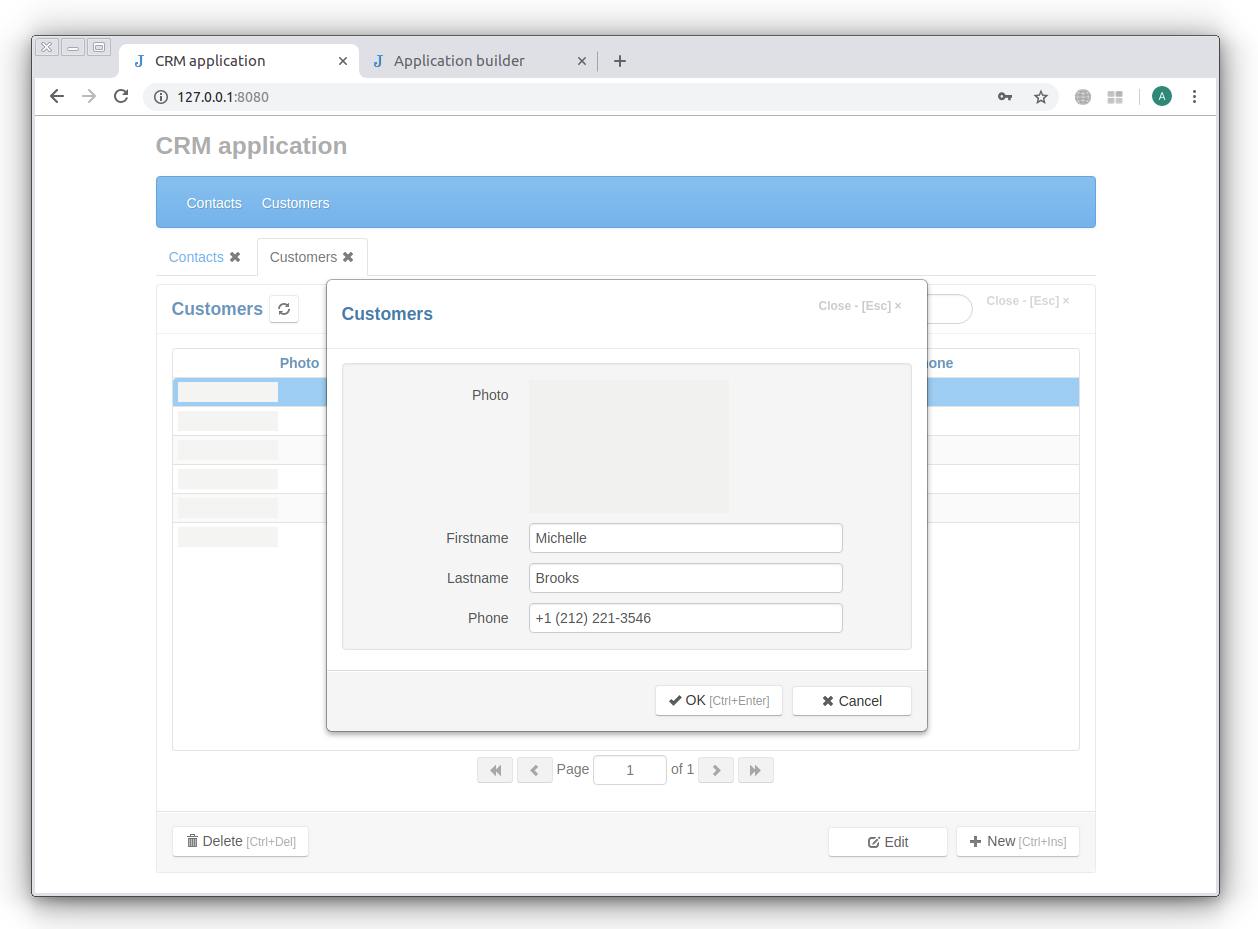 CRM application
Application builder
127.0.0.1:8080
A
CRM application
Contacts Customers
Contacts Customers
Customers
Close - [Esc] ×
Customers
Close - [Esc] ×
Photo
Photo
Firstname Michelle
Lastname Brooks
Phone +1 (212) 221-3546
OK [Ctrl+Enter] Cancel
Page 1 of 1
Delete [Ctrl+Del] Edit New [Ctrl+Ins]